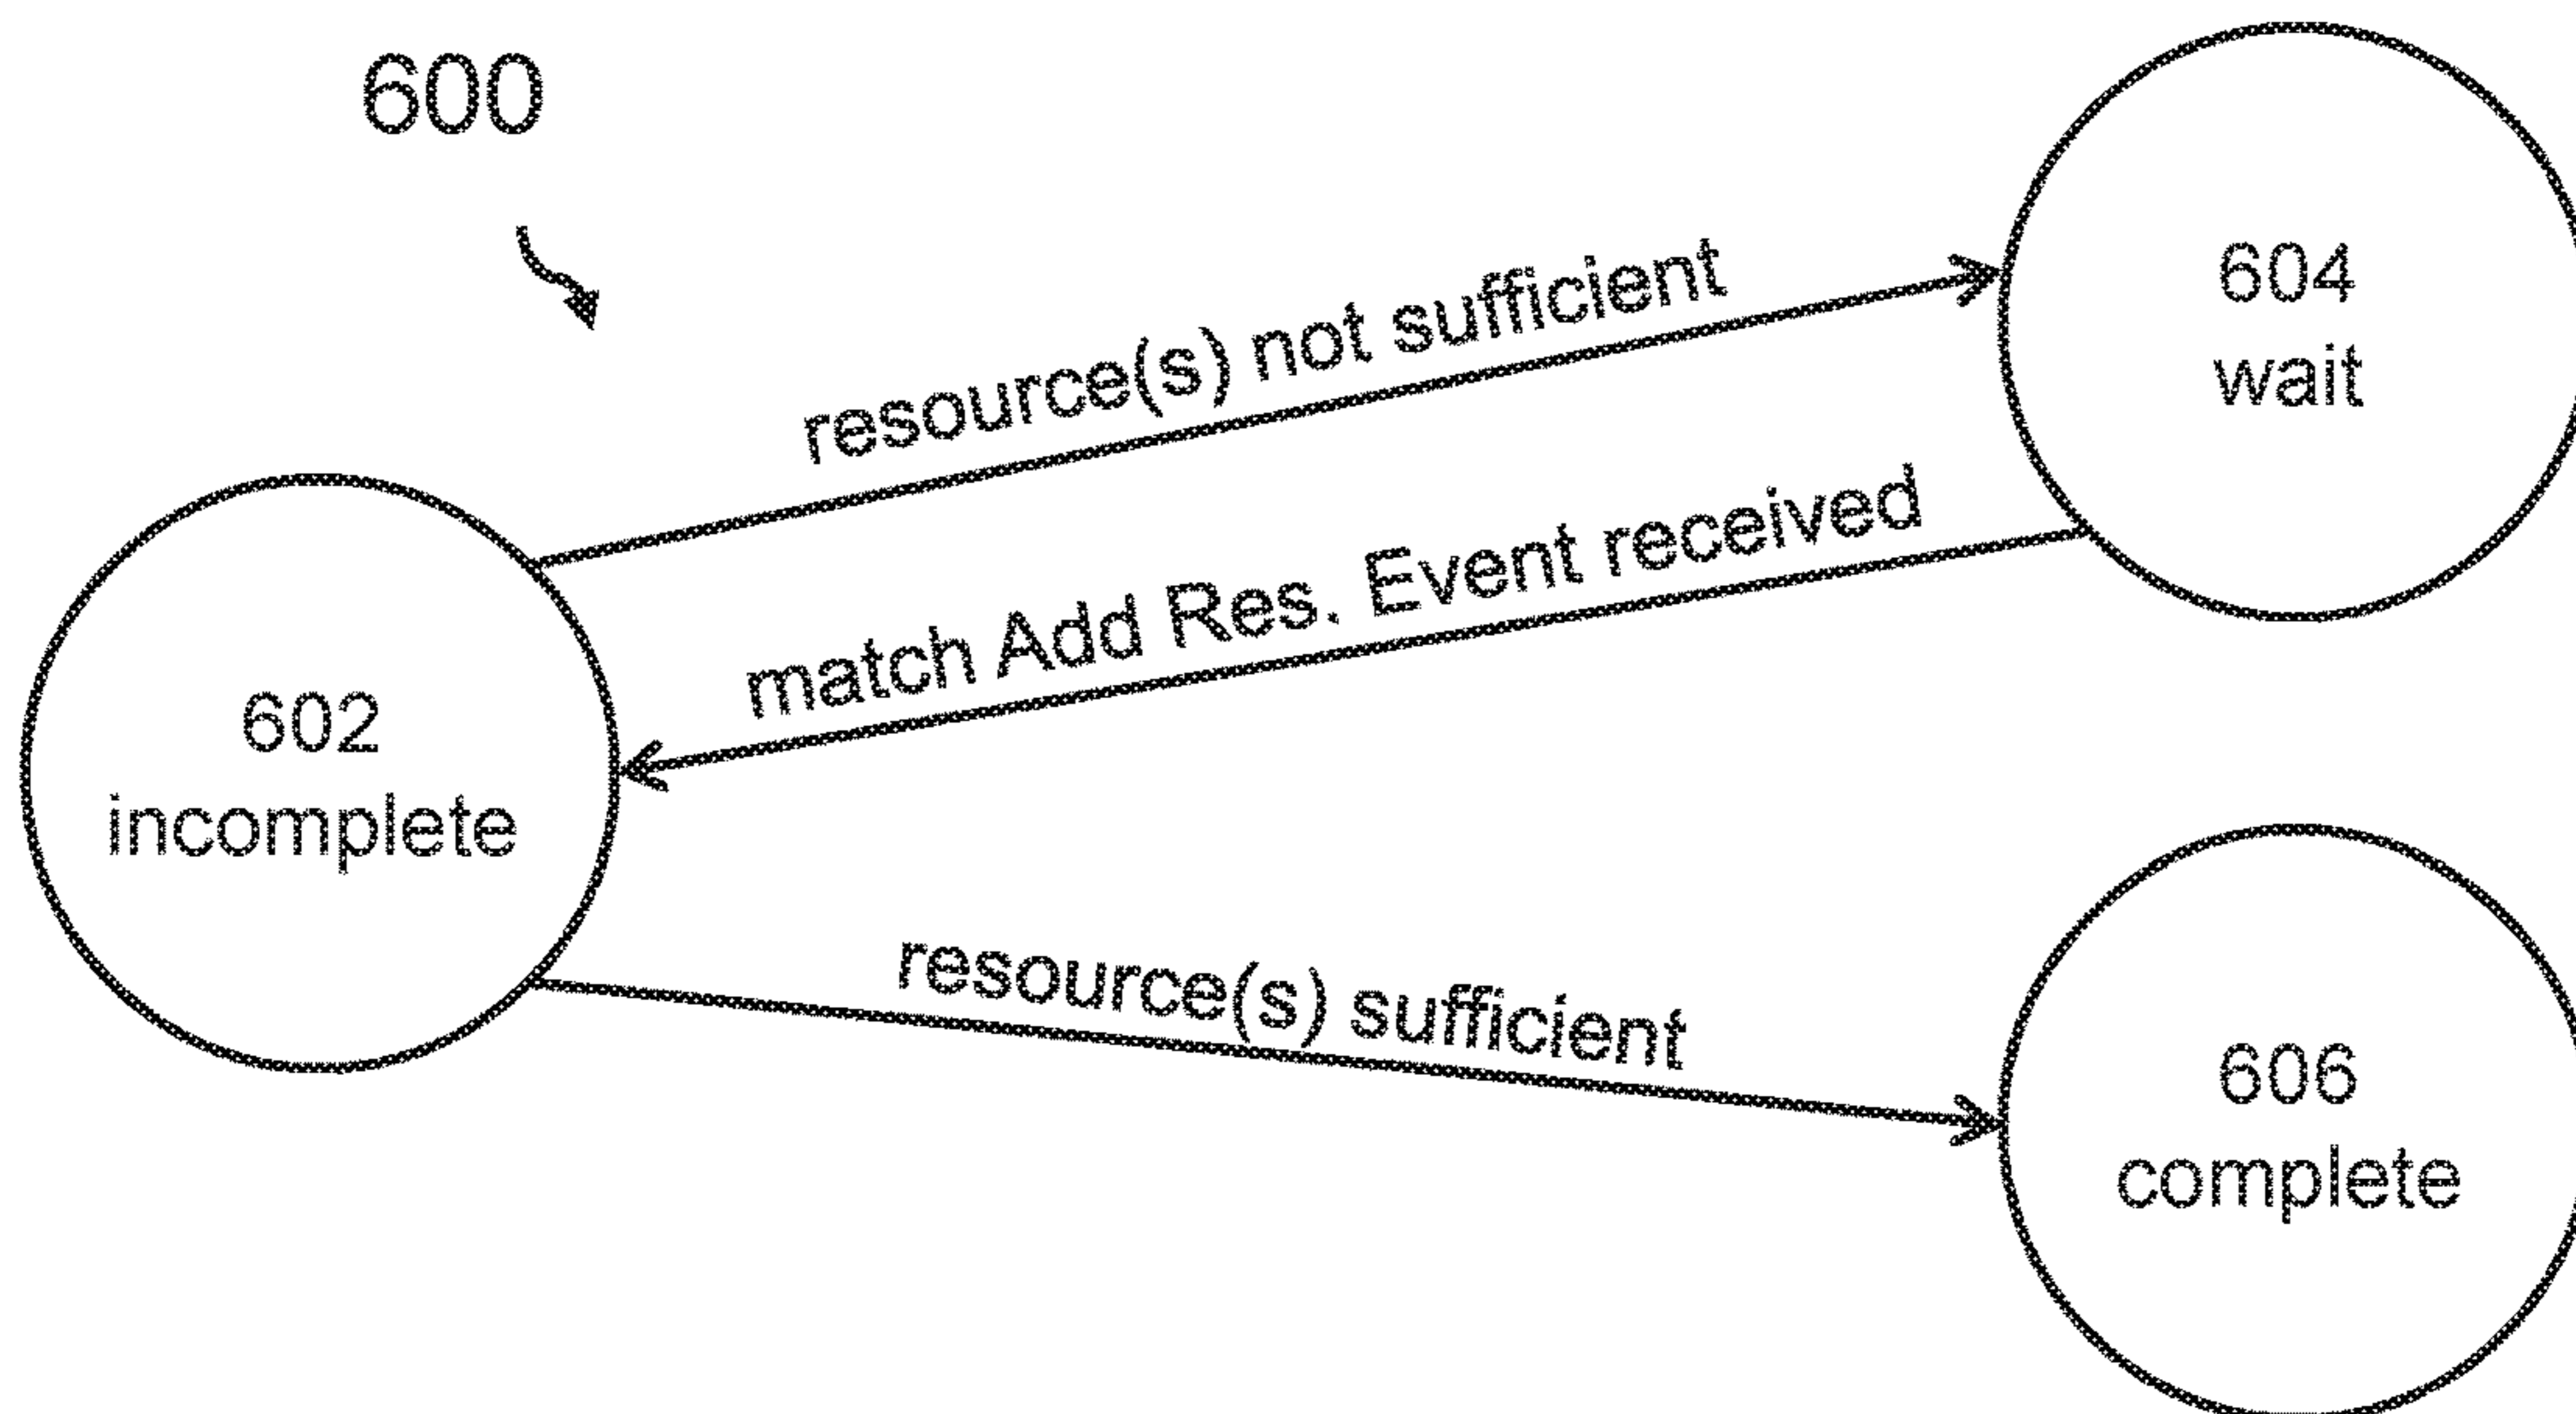 600
resource(s) not sufficient
604
wait
match Add Res. Event received
602
incomplete
resource(s) sufficient
606
complete